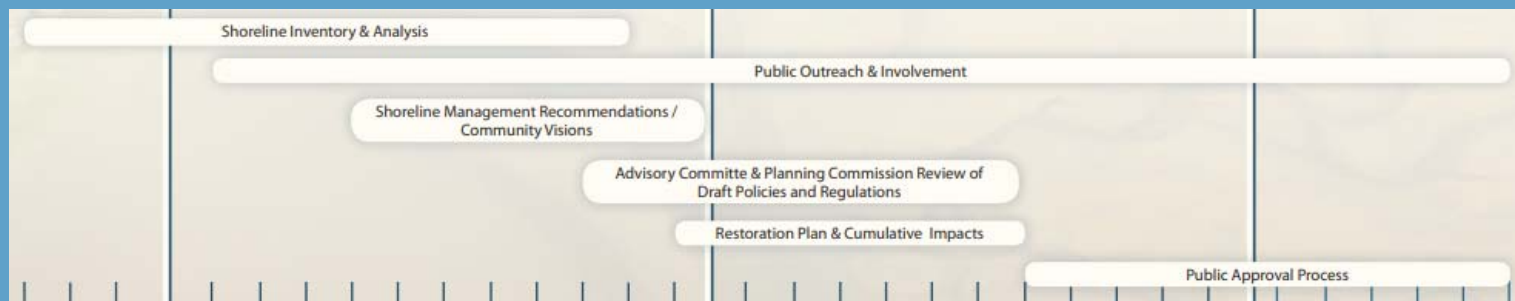 Shoreline Inventory & Analysis
Public Outreach & Involvement
Shoreline Management Recommendations /
Community Visions
Advisory Committe & Planning Commission Review of
Draft Policies and Regulations
Restoration Plan & Cumulative Impacts
Public Approval Process